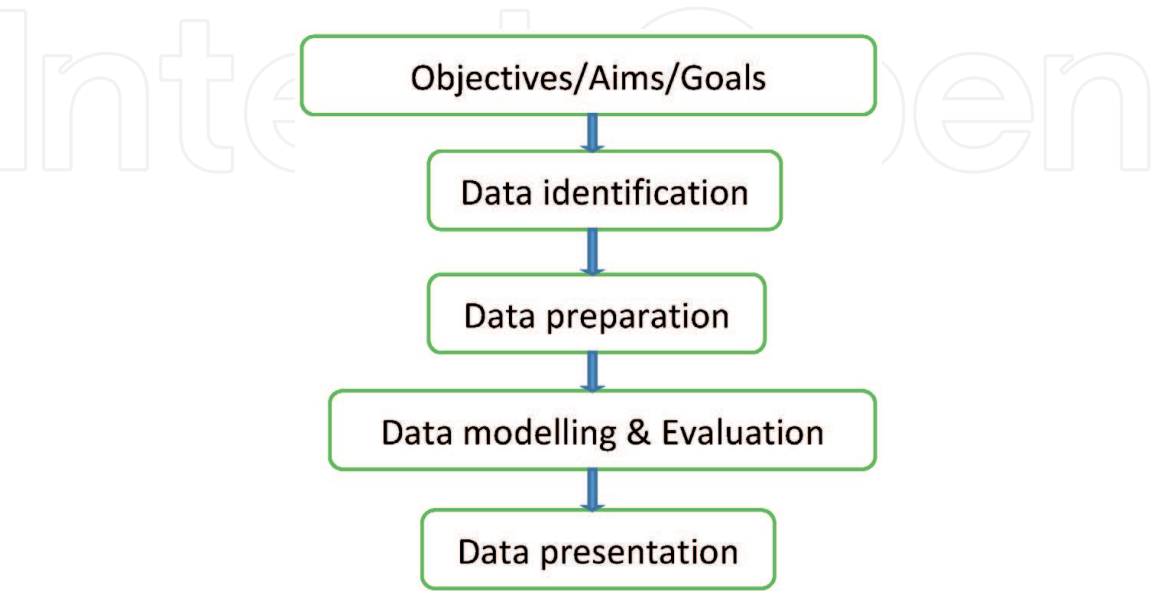 Objectives/Aims/Goals
Data identification
Data preparation
Data modelling & Evaluation
Data presentation